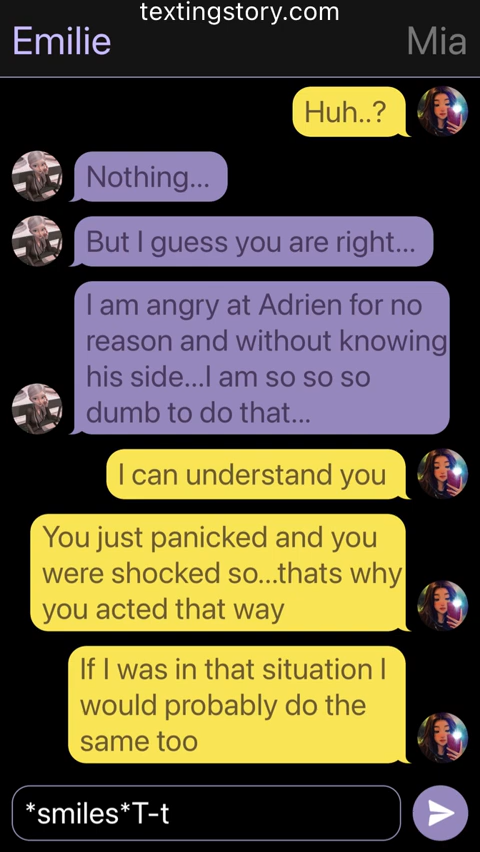 textingstory.com
Emilie
Mia
Huh..?
Nothing...
But I guess you are right...
I am angry at Adrien for no
reason and without knowing
his side...I am so so so
dumb to do that...
I can understand you
You just panicked and you
were shocked so...thats why
you acted that way
If I was in that situation I
would probably do the
same too
*smiles*T-t